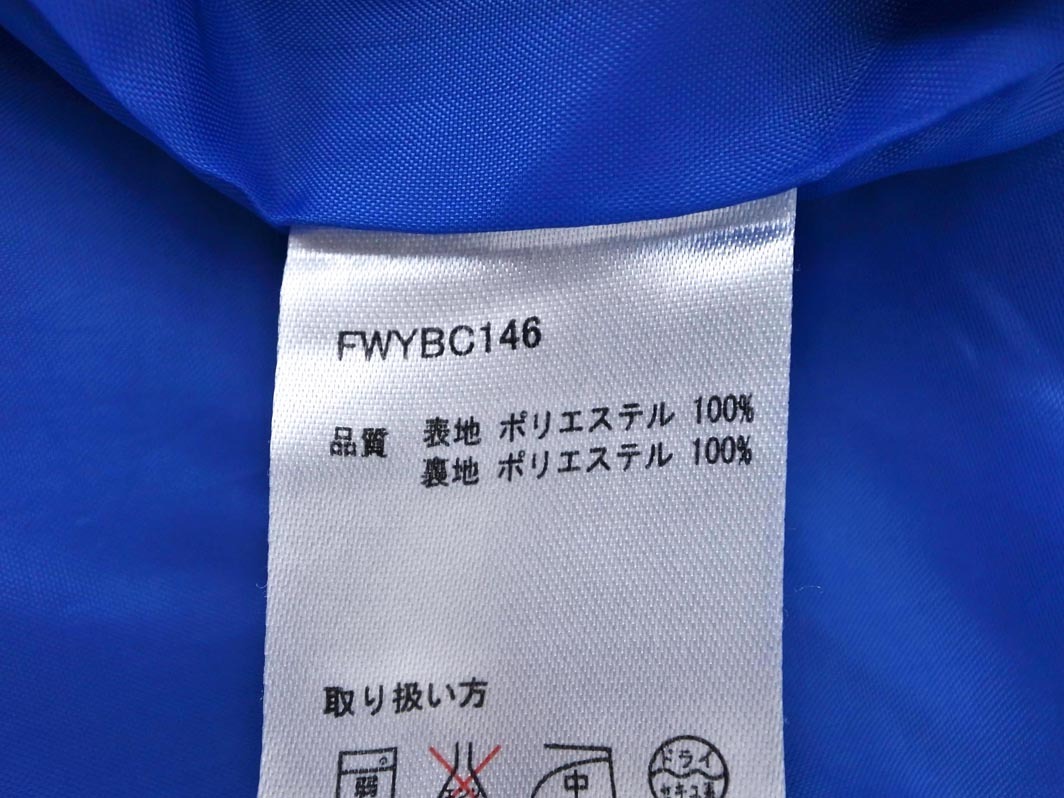 FWYBC146
品質 表地 ポリエステル 100%
裏地 ポリエステル 100%
取り扱い方
弱 中 ドライ